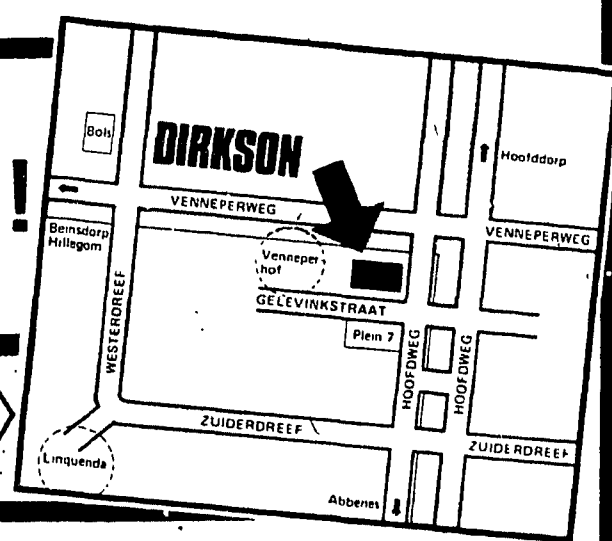 Bols
DIRKSON
Hoofddorp
VENNEPERWEG
VENNEPERWEG
Beinsdorp
Hillegom
Venneper-
hof
GELEVINKSTRAAT
Plein 7
WESTERDREEF
HOOFDWEG
HOOFDWEG
ZUIDERDREEF
ZUIDERDREEF
Linquenda
Abbenes
!